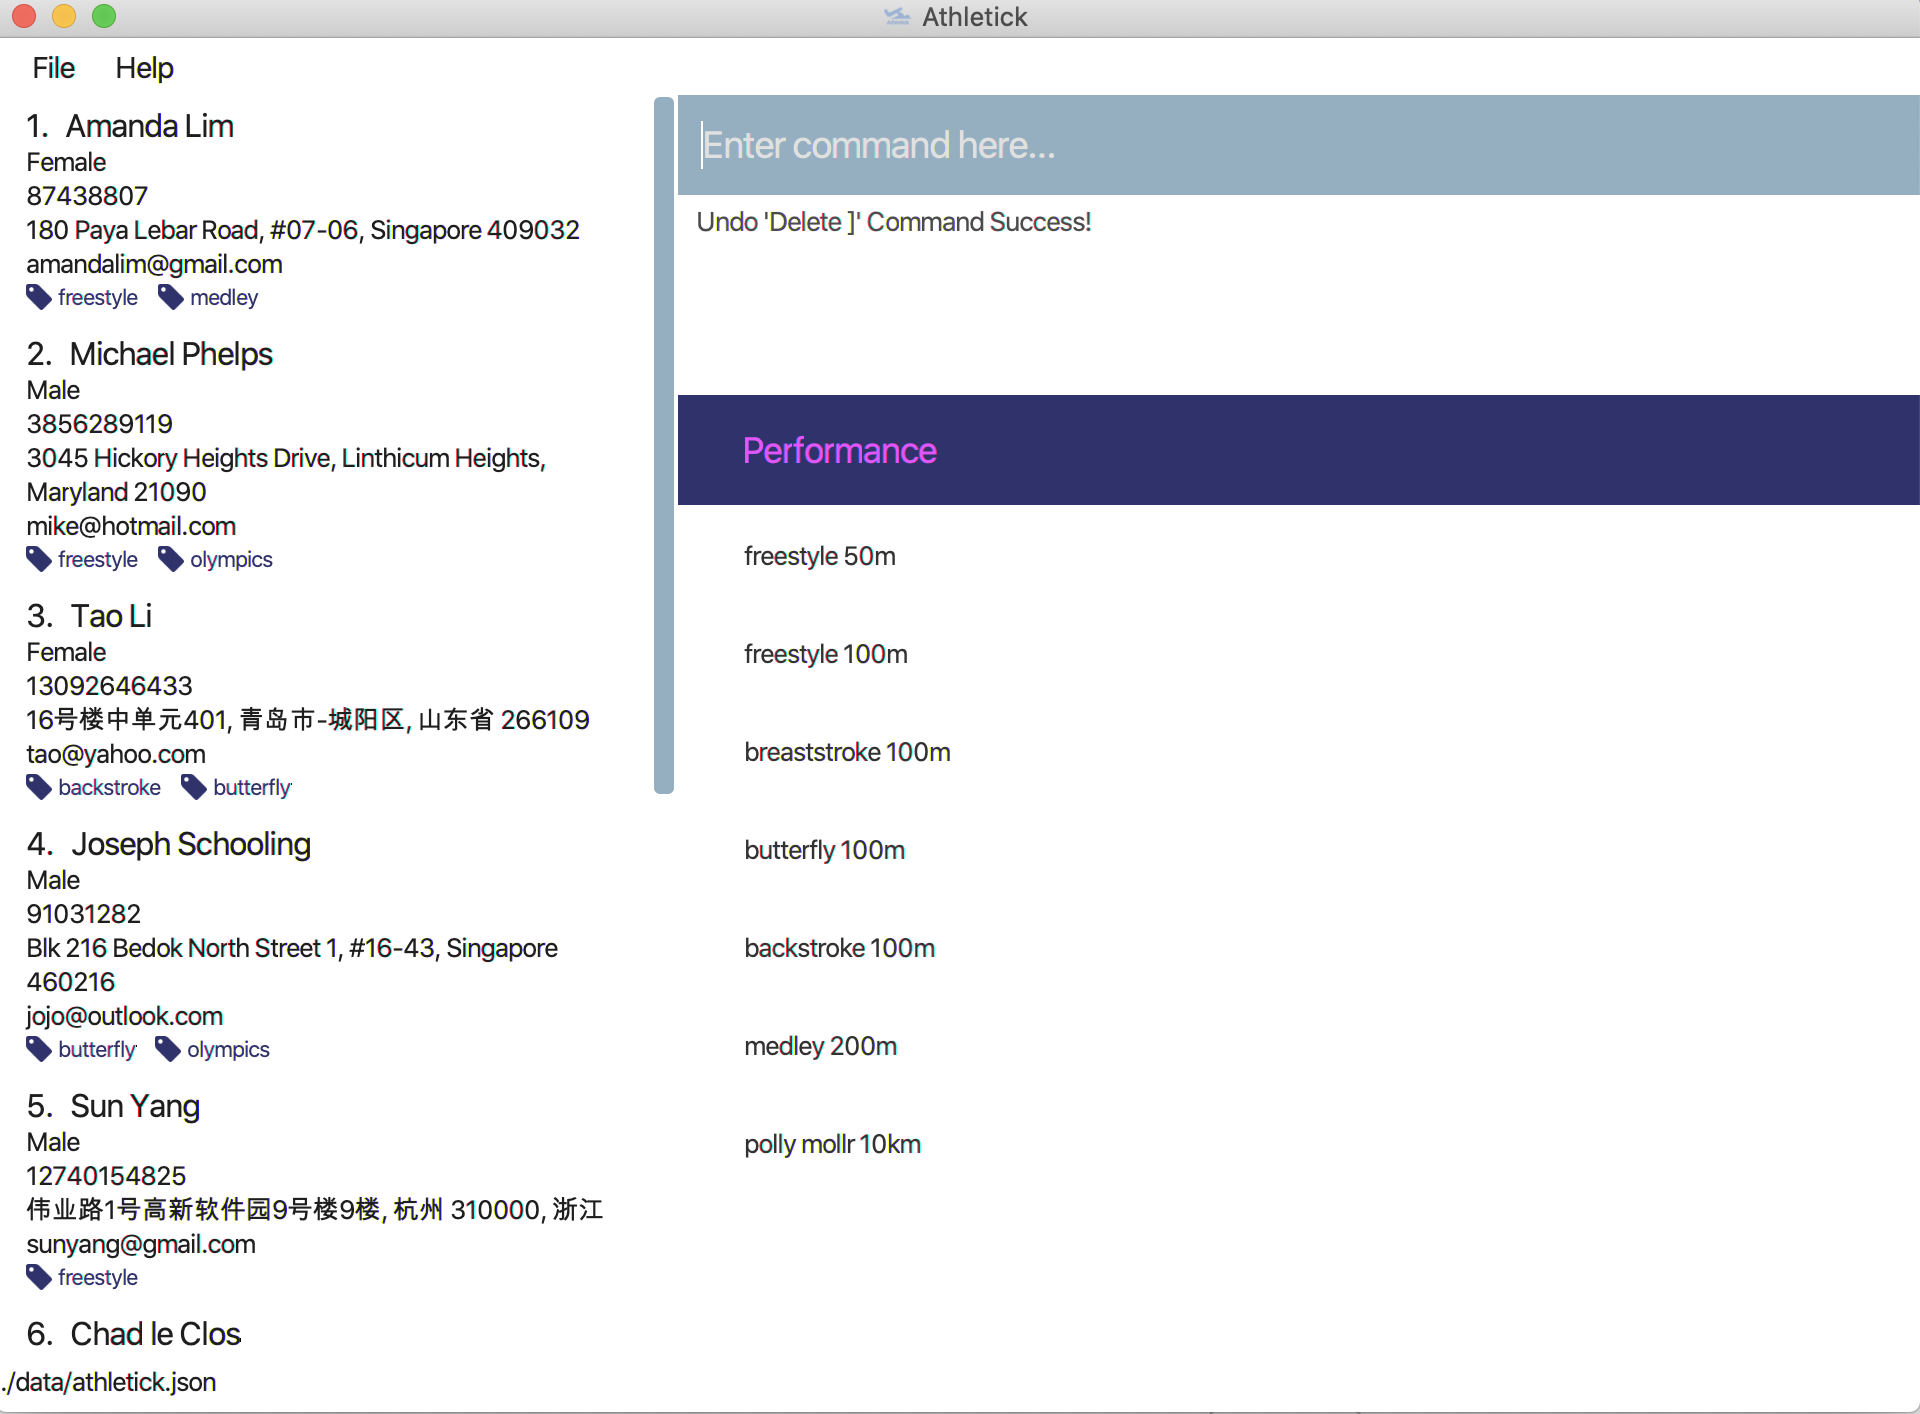 Athletick
File Help
1. Amanda Lim
Female
87438807
180 Paya Lebar Road, #07-06, Singapore 409032
amandalim@gmail.com
freestyle medley
2. Michael Phelps
Male
3856289119
3045 Hickory Heights Drive, Linthicum Heights,
Maryland 21090
mike@hotmail.com
freestyle olympics
3. Tao Li
Female
13092646433
16号楼中单元401, 青岛市-城阳区, 山东省 266109
tao@yahoo.com
backstroke butterfly
4. Joseph Schooling
Male
91031282
Blk 216 Bedok North Street 1, #16-43, Singapore
460216
jojo@outlook.com
butterfly olympics
5. Sun Yang
Male
12740154825
伟业路1号高新软件园9号楼9楼, 杭州 310000, 浙江
sunyang@gmail.com
freestyle
6. Chad le Clos
Enter command here...
Undo 'Delete ]' Command Success!
Performance
freestyle 50m
freestyle 100m
breaststroke 100m
butterfly 100m
backstroke 100m
medley 200m
polly mollr 10km
./data/athletick.json